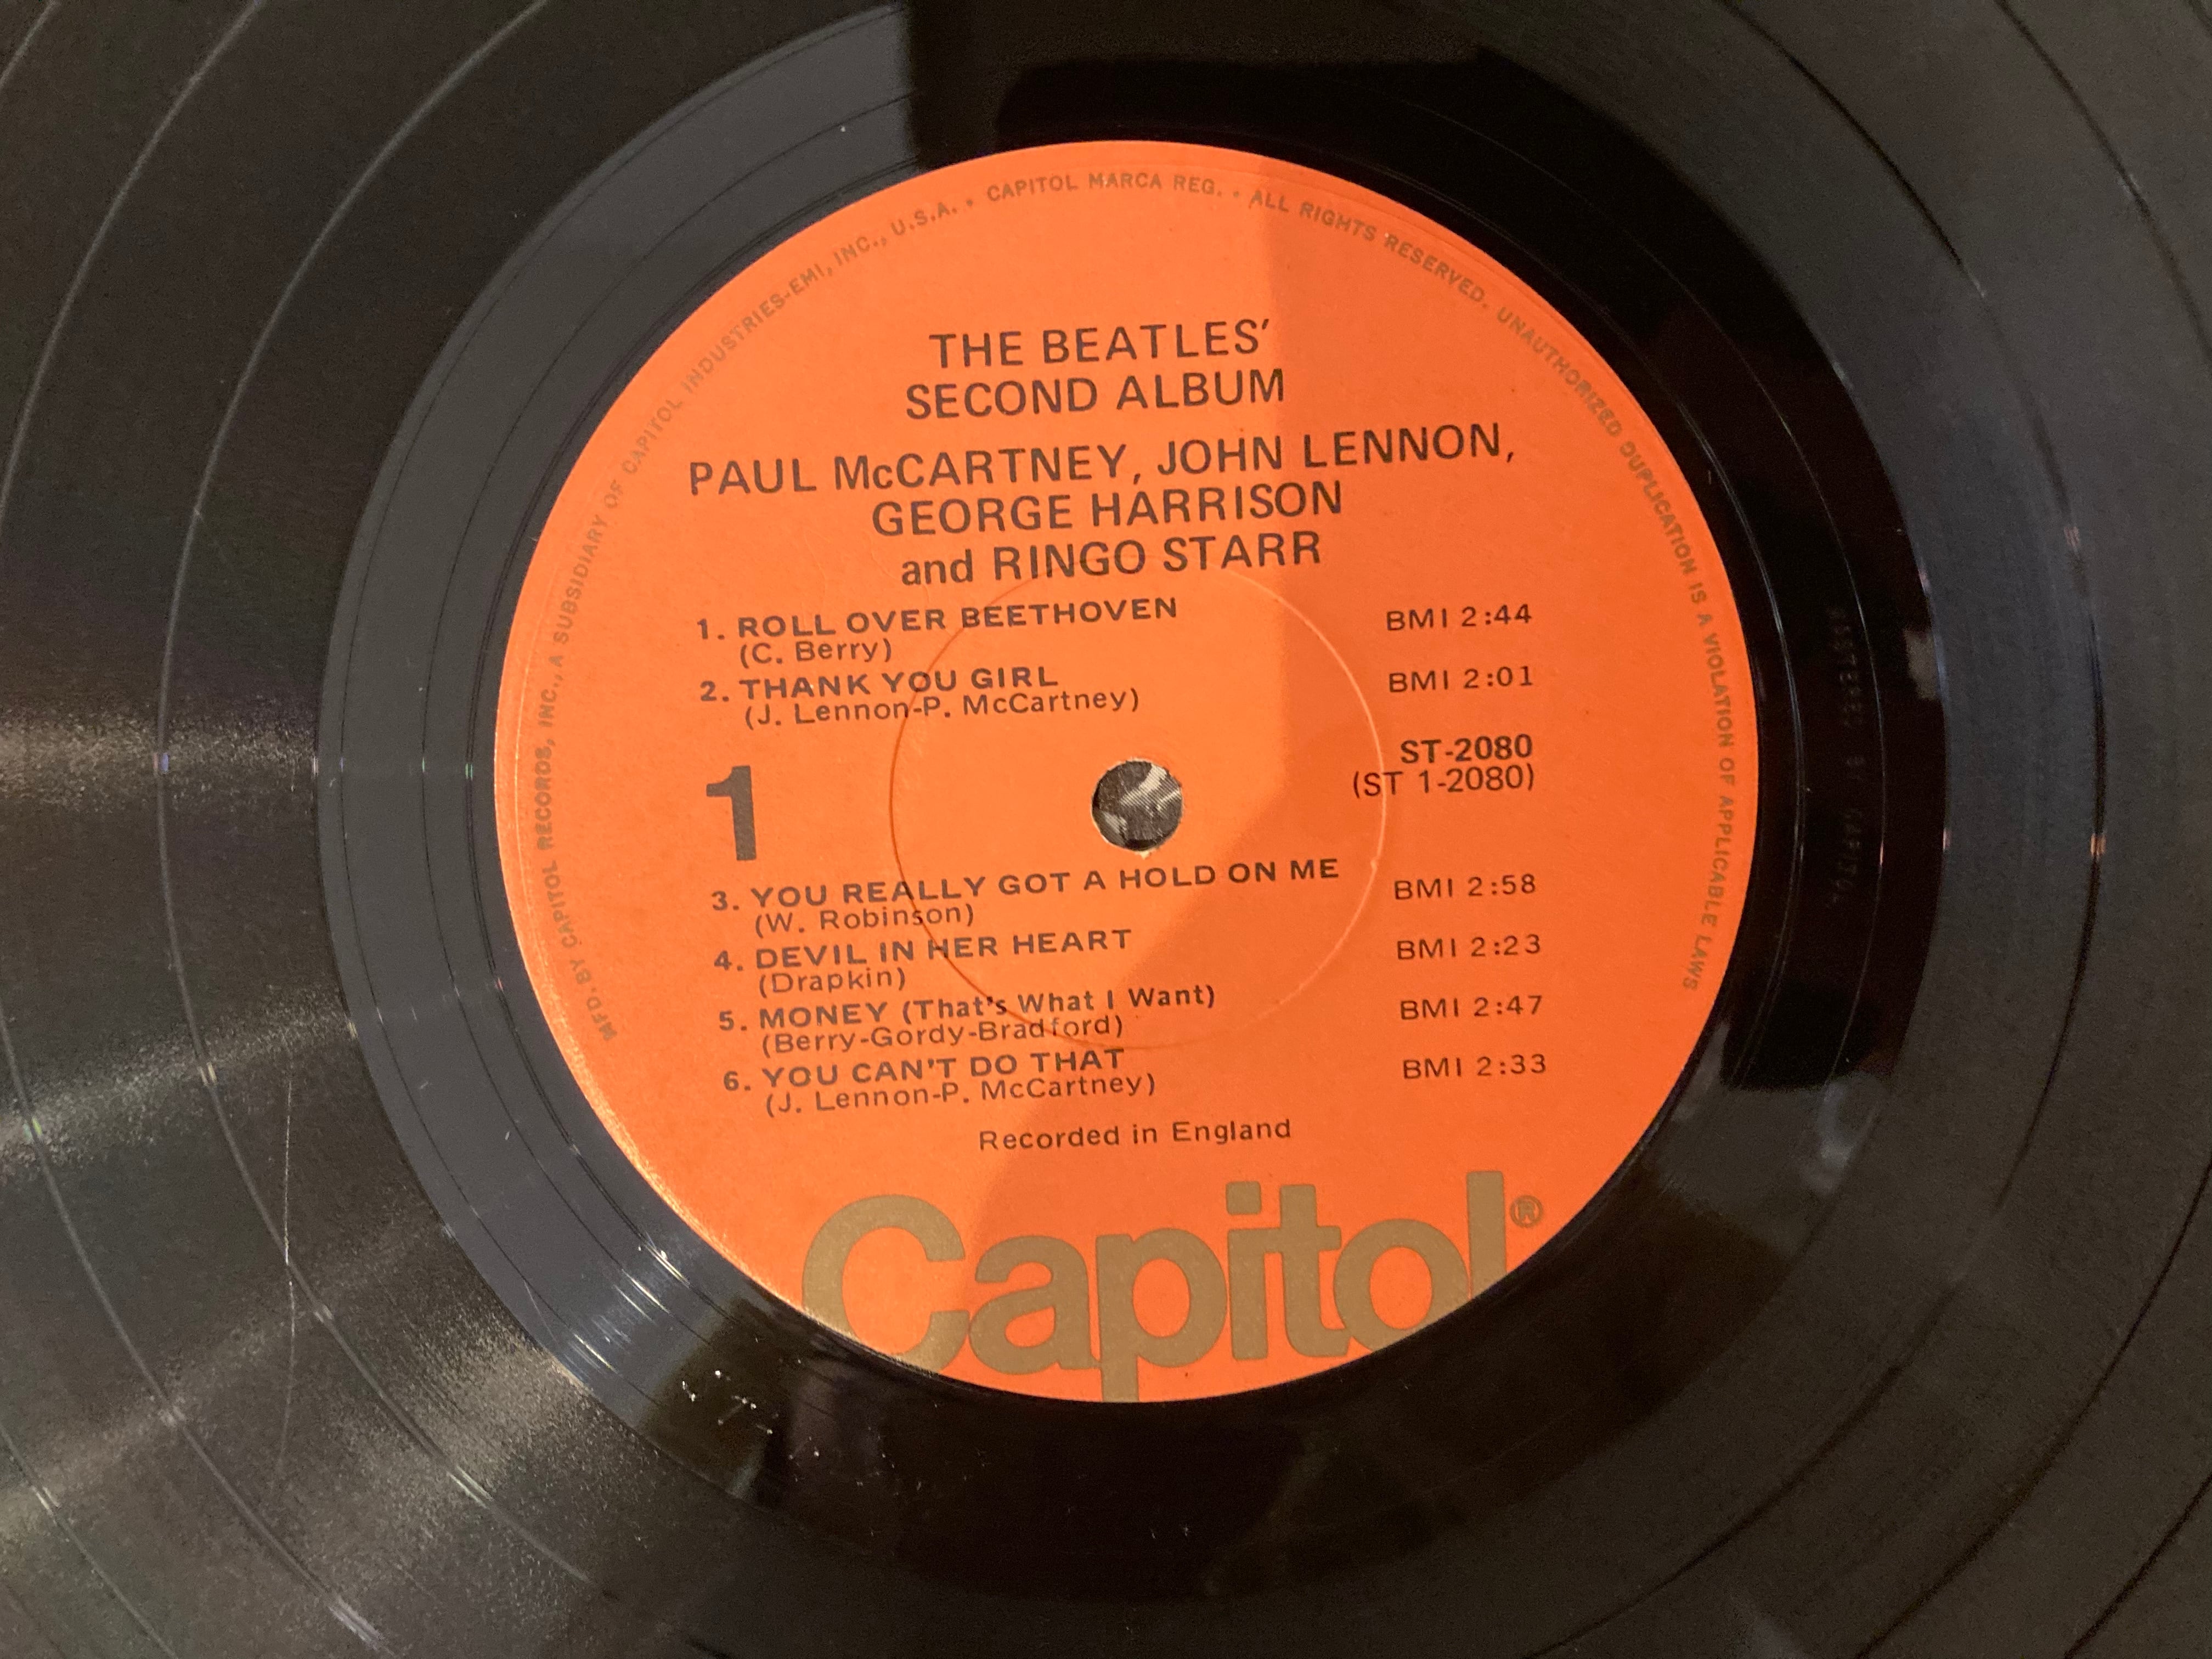 MFD. BY CAPITOL RECORDS, INC., A SUBSIDIARY OF CAPITOL INDUSTRIES-EMI, INC., U.S.A. • CAPITOL MARCA REG. • ALL RIGHTS RESERVED. UNAUTHORIZED DUPLICATION IS A VIOLATION OF APPLICABLE LAWS
THE BEATLES'
SECOND ALBUM
PAUL McCARTNEY, JOHN LENNON,
GEORGE HARRISON
and RINGO STARR
1. ROLL OVER BEETHOVEN BMI 2:44
(C. Berry)
2. THANK YOU GIRL BMI 2:01
(J. Lennon-P. McCartney)
ST-2080
(ST 1-2080)
1
3. YOU REALLY GOT A HOLD ON ME BMI 2:58
(W. Robinson)
4. DEVIL IN HER HEART BMI 2:23
(Drapkin)
5. MONEY (That's What I Want) BMI 2:47
(Berry-Gordy-Bradford)
6. YOU CAN'T DO THAT BMI 2:33
(J. Lennon-P. McCartney)
Recorded in England
Capitol®
MASTERED BY CAPITOL